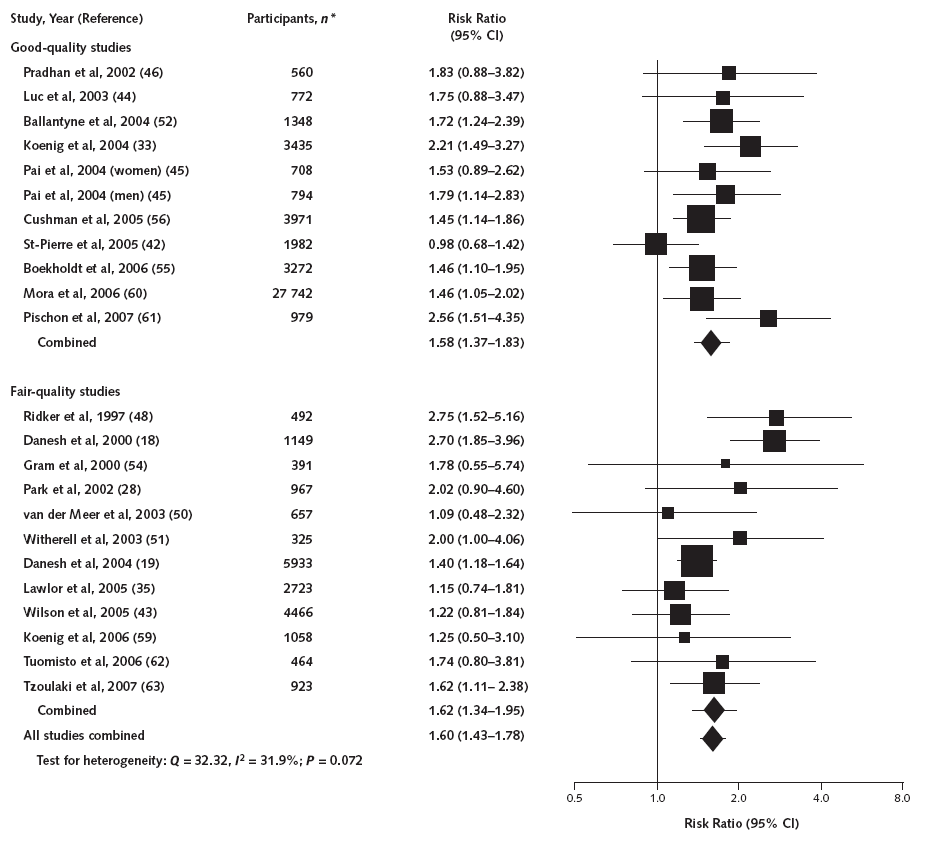 Study, Year (Reference) Participants, n* Risk Ratio
(95% CI)
Good-quality studies
Pradhan et al, 2002 (46) 560 1.83 (0.88–3.82)
Luc et al, 2003 (44) 772 1.75 (0.88–3.47)
Ballantyne et al, 2004 (52) 1348 1.72 (1.24–2.39)
Koenig et al, 2004 (33) 3435 2.21 (1.49–3.27)
Pai et al, 2004 (women) (45) 708 1.53 (0.89–2.62)
Pai et al, 2004 (men) (45) 794 1.79 (1.14–2.83)
Cushman et al, 2005 (56) 3971 1.45 (1.14–1.86)
St-Pierre et al, 2005 (42) 1982 0.98 (0.68–1.42)
Boekholdt et al, 2006 (55) 3272 1.46 (1.10–1.95)
Mora et al, 2006 (60) 27 742 1.46 (1.05–2.02)
Pischon et al, 2007 (61) 979 2.56 (1.51–4.35)
Combined 1.58 (1.37–1.83)
Fair-quality studies
Ridker et al, 1997 (48) 492 2.75 (1.52–5.16)
Danesh et al, 2000 (18) 1149 2.70 (1.85–3.96)
Gram et al, 2000 (54) 391 1.78 (0.55–5.74)
Park et al, 2002 (28) 967 2.02 (0.90–4.60)
van der Meer et al, 2003 (50) 657 1.09 (0.48–2.32)
Witherell et al, 2003 (51) 325 2.00 (1.00–4.06)
Danesh et al, 2004 (19) 5933 1.40 (1.18–1.64)
Lawlor et al, 2005 (35) 2723 1.15 (0.74–1.81)
Wilson et al, 2005 (43) 4466 1.22 (0.81–1.84)
Koenig et al, 2006 (59) 1058 1.25 (0.50–3.10)
Tuomisto et al, 2006 (62) 464 1.74 (0.80–3.81)
Tzoulaki et al, 2007 (63) 923 1.62 (1.11– 2.38)
Combined 1.62 (1.34–1.95)
All studies combined 1.60 (1.43–1.78)
Test for heterogeneity: Q = 32.32, I² = 31.9%; P = 0.072
0.5 1.0 2.0 4.0 8.0
Risk Ratio (95% CI)